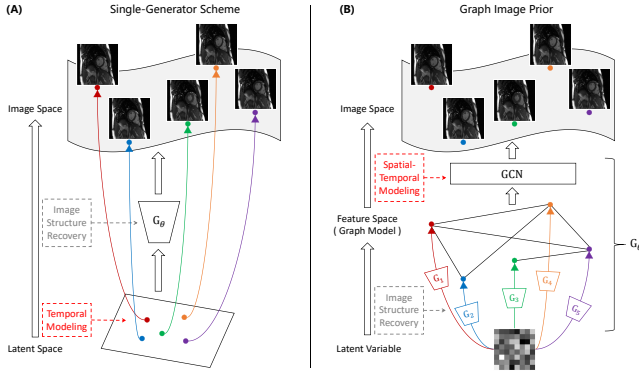 (A)
Single-Generator Scheme
Image Space
Image
Structure
Recovery
G_θ
Temporal
Modeling
Latent Space
(B)
Graph Image Prior
Image Space
Spatial-
Temporal
Modeling
GCN
Feature Space
( Graph Model )
G₁
G₂
G₃
G₄
G₅
Image
Structure
Recovery
Latent Variable